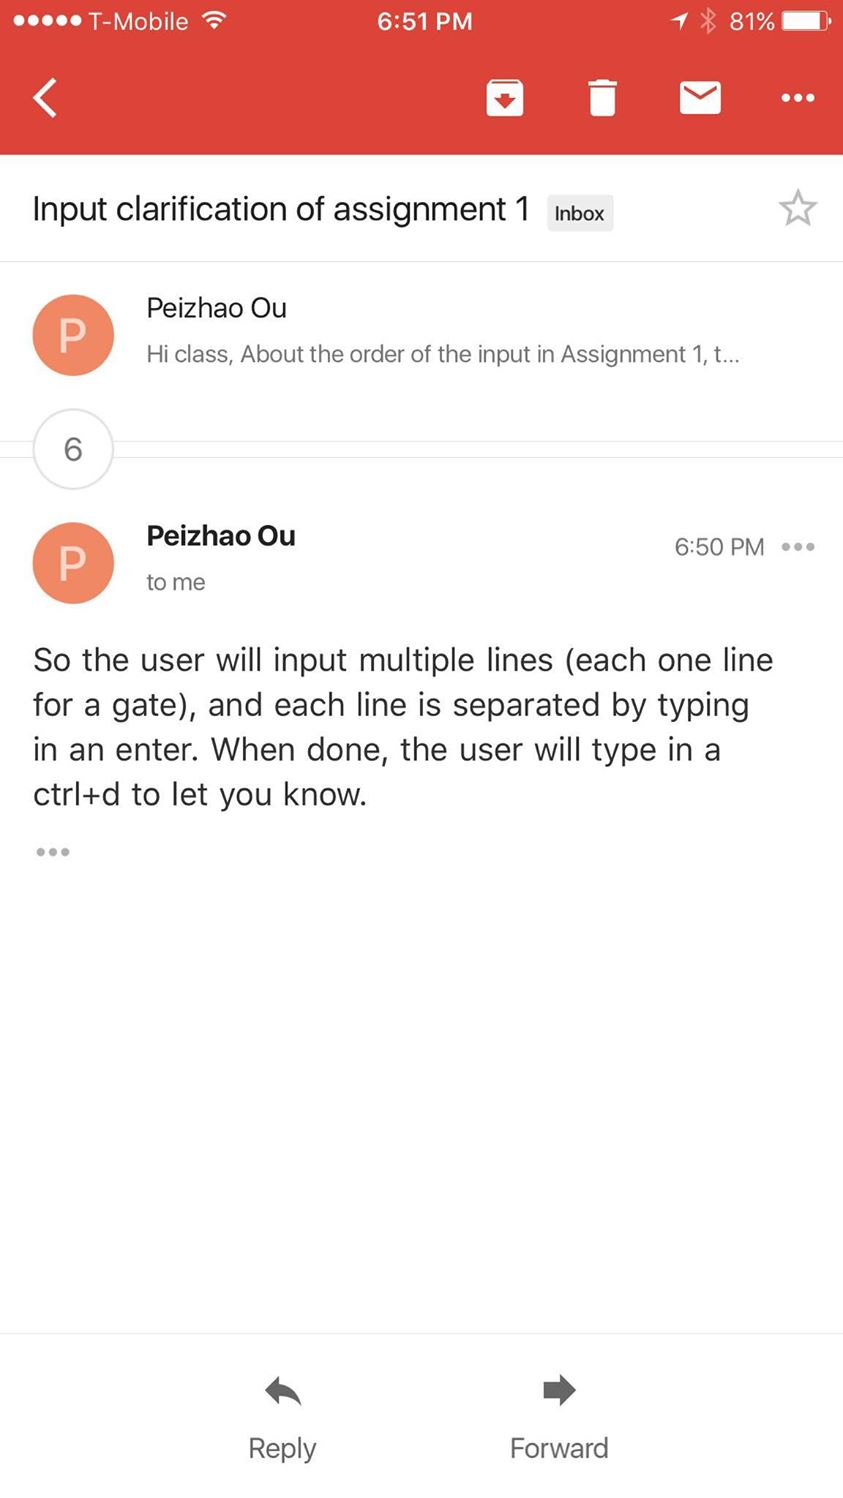 T-Mobile 6:51 PM 81%
Input clarification of assignment 1 Inbox
P
Peizhao Ou
Hi class, About the order of the input in Assignment 1, t...
6
P
Peizhao Ou
6:50 PM
to me
So the user will input multiple lines (each one line
for a gate), and each line is separated by typing
in an enter. When done, the user will type in a
ctrl+d to let you know.
Reply Forward